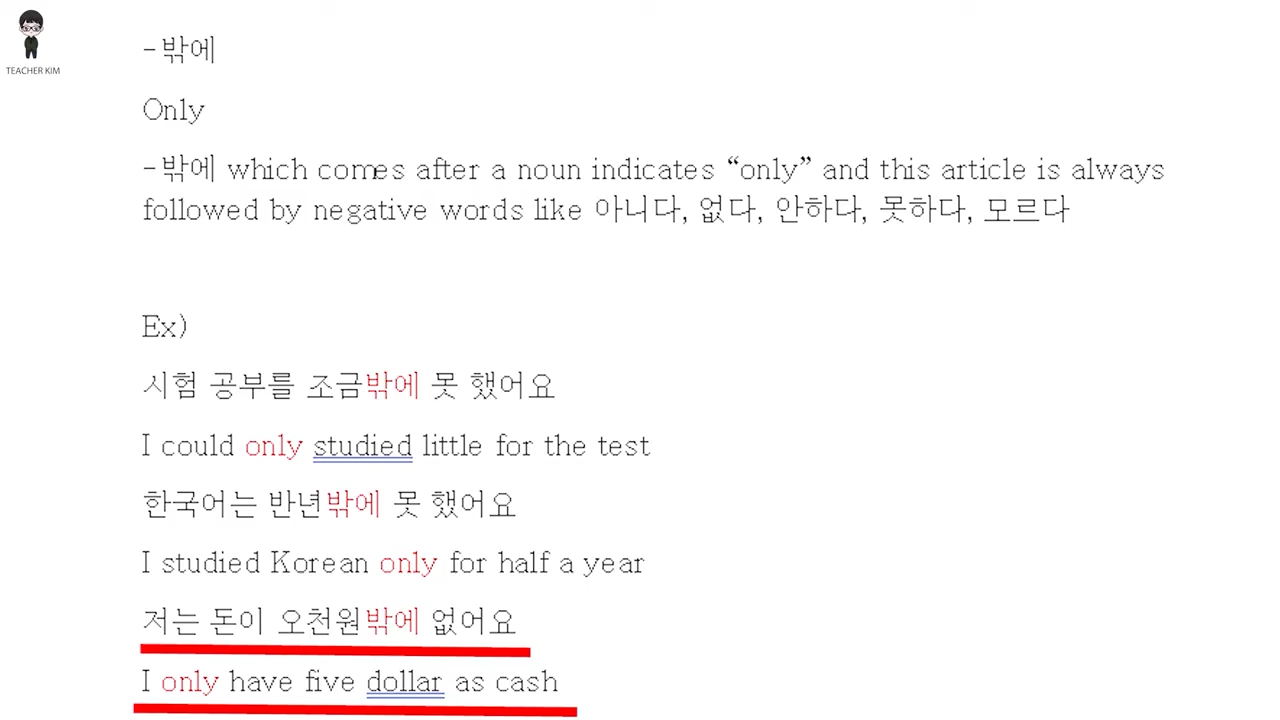 TEACHER KIM
-밖에
Only
-밖에 which comes after a noun indicates “only” and this article is always
followed by negative words like 아니다, 없다, 안하다, 못하다, 모르다
Ex)
시험 공부를 조금밖에 못 했어요
I could only studied little for the test
한국어는 반년밖에 못 했어요
I studied Korean only for half a year
저는 돈이 오천원밖에 없어요
I only have five dollar as cash